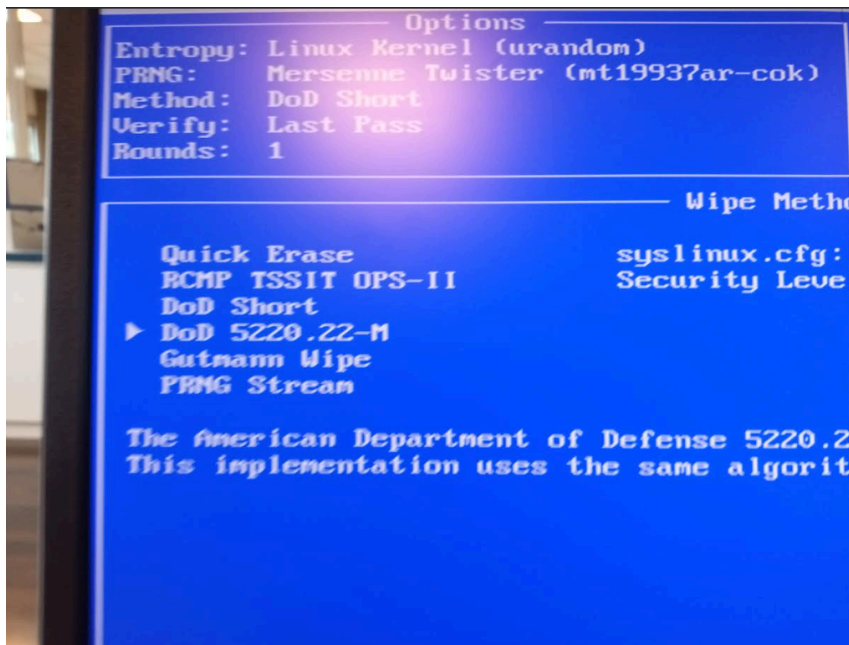 Options
Entropy: Linux Kernel (urandom)
PRNG: Mersenne Twister (mt19937ar-cok)
Method: DoD Short
Verify: Last Pass
Rounds: 1
Wipe Metho
Quick Erase syslinux.cfg:
RCMP TSSIT OPS-II Security Leve
DoD Short
▶ DoD 5220.22-M
Gutmann Wipe
PRNG Stream
The American Department of Defense 5220.2
This implementation uses the same algorit